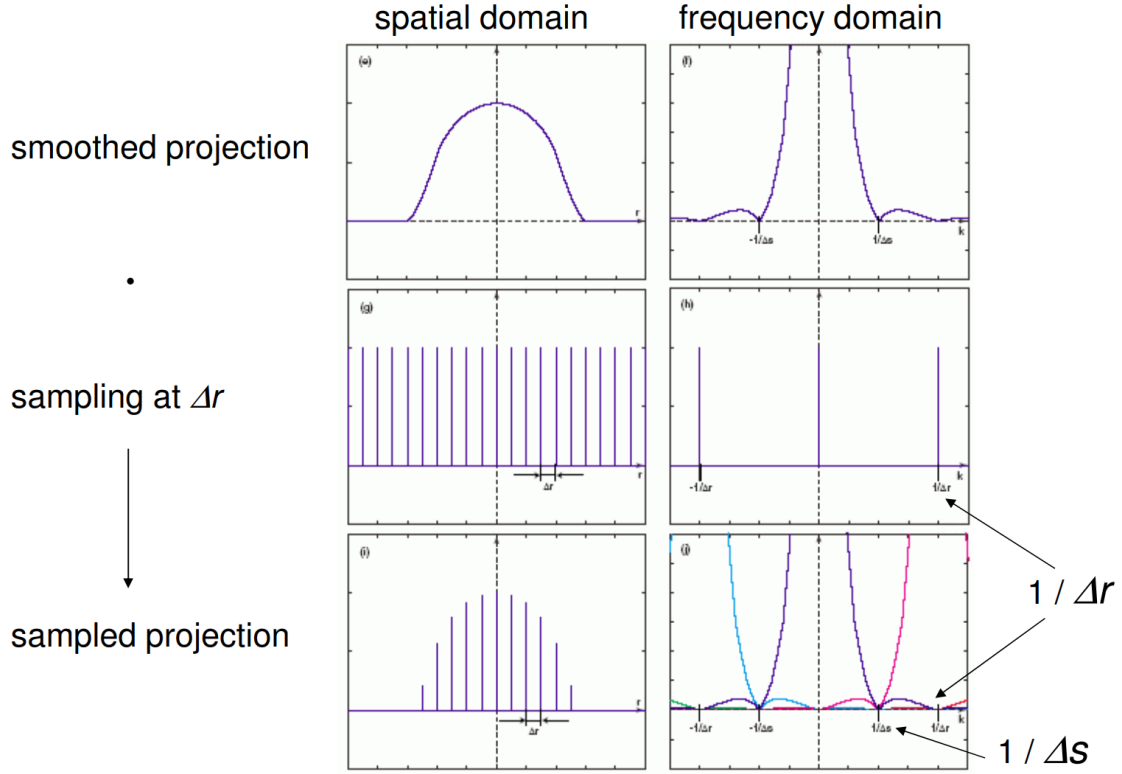 spatial domain
frequency domain
smoothed projection
(e)
r
(f)
-1/Δs
1/Δs
k
sampling at Δr
(g)
Δr
r
(h)
-1/Δr
1/Δr
k
sampled projection
(i)
Δr
r
(j)
-1/Δr
-1/Δs
1/Δs
1/Δr
k
1 / Δr
1 / Δs